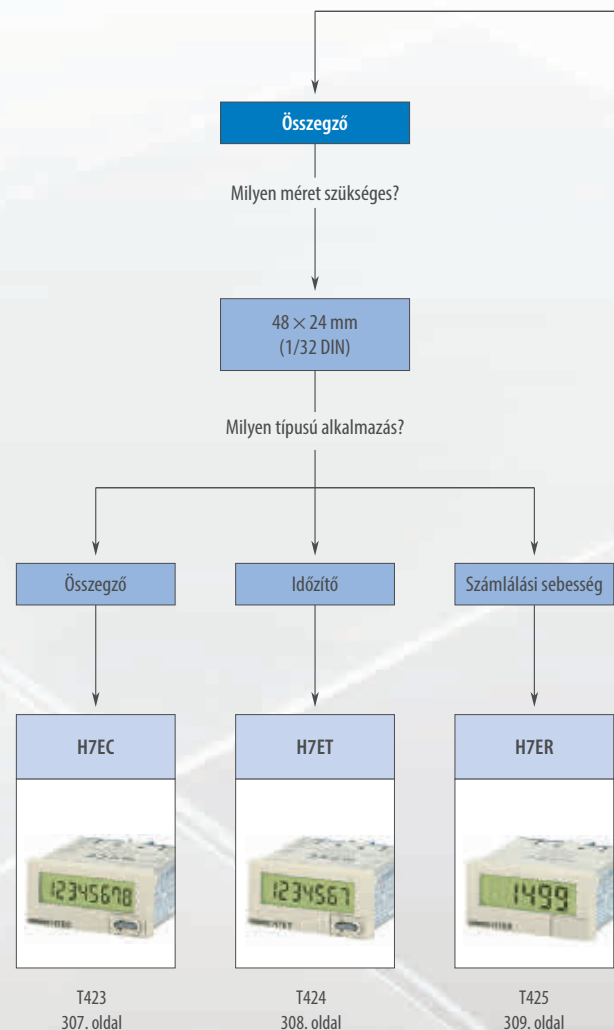 Összegző
Milyen méret szükséges?
48 × 24 mm
(1/32 DIN)
Milyen típusú alkalmazás?
Összegző
Időzítő
Számlálási sebesség
H7EC
H7ET
H7ER
12345678
1234567
1499
T423
307. oldal
T424
308. oldal
T425
309. oldal